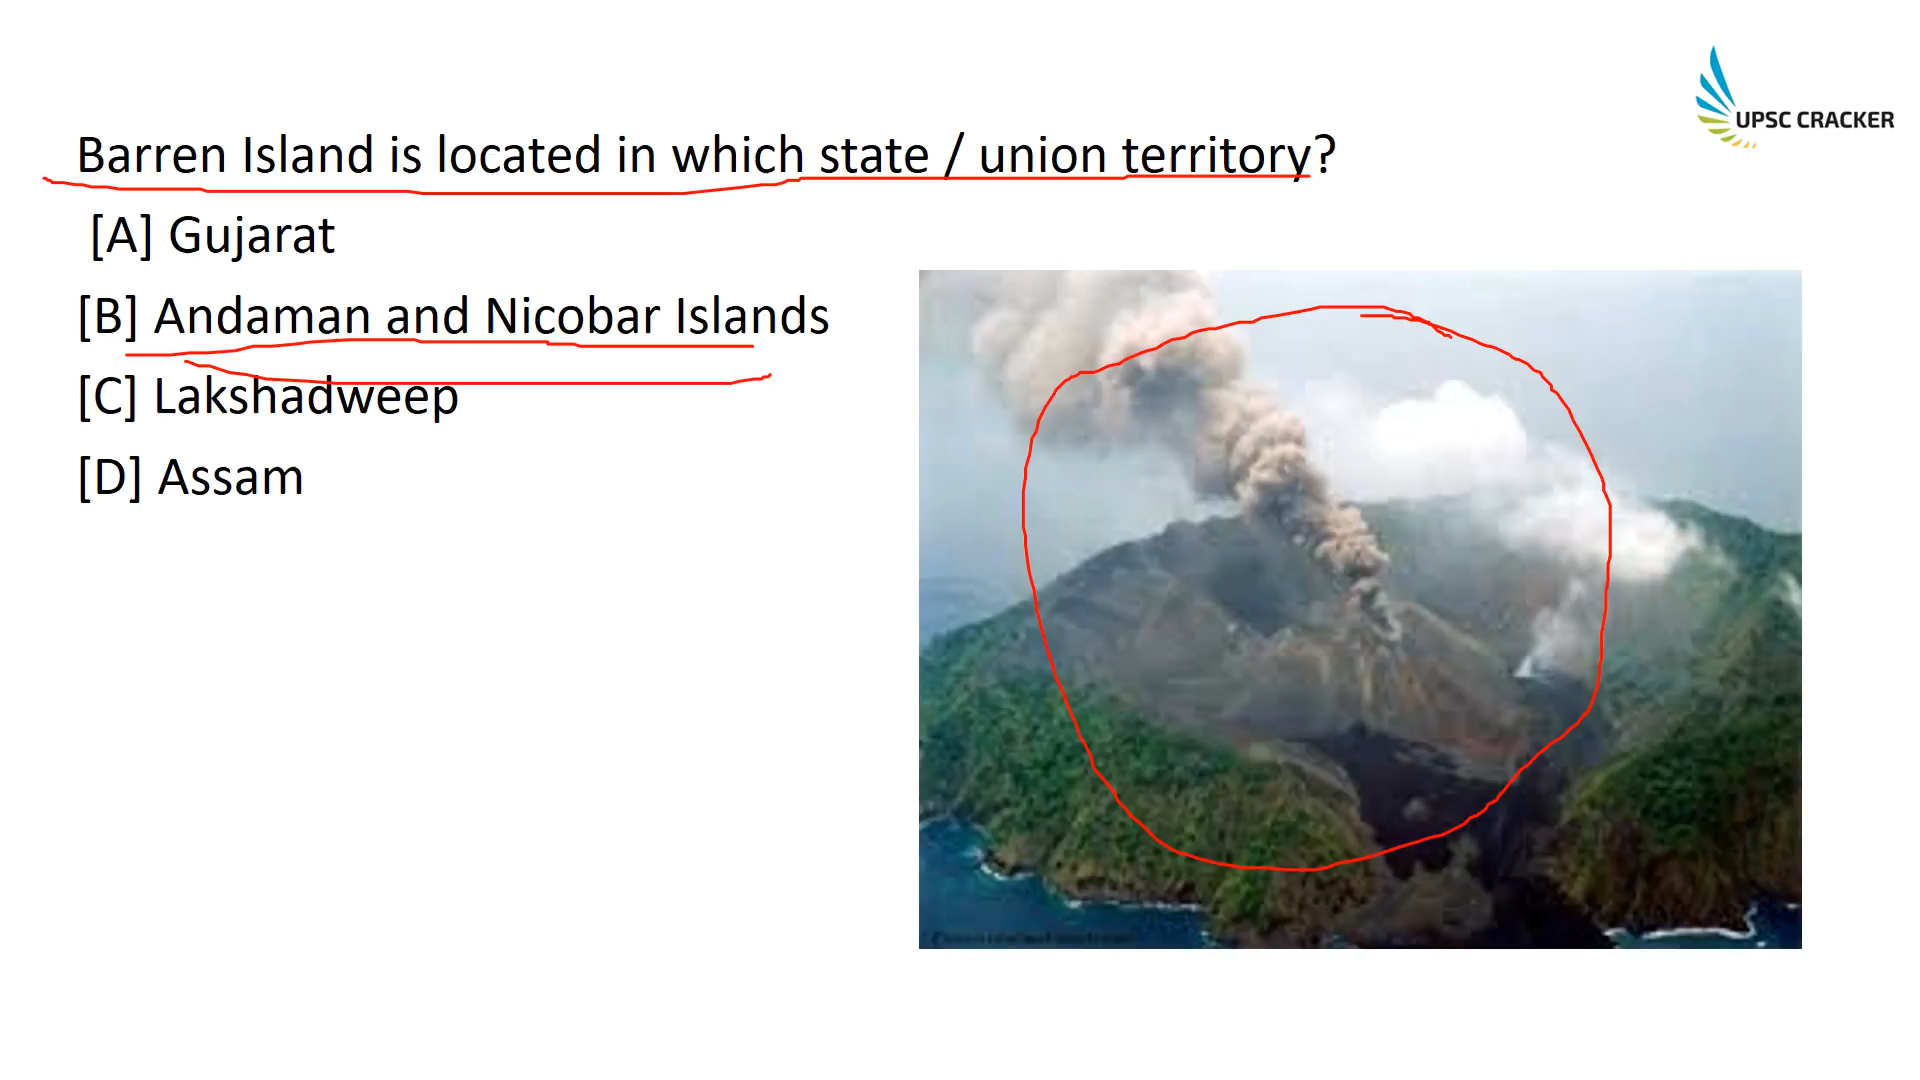 UPSC CRACKER
Barren Island is located in which state / union territory?
[A] Gujarat
[B] Andaman and Nicobar Islands
[C] Lakshadweep
[D] Assam